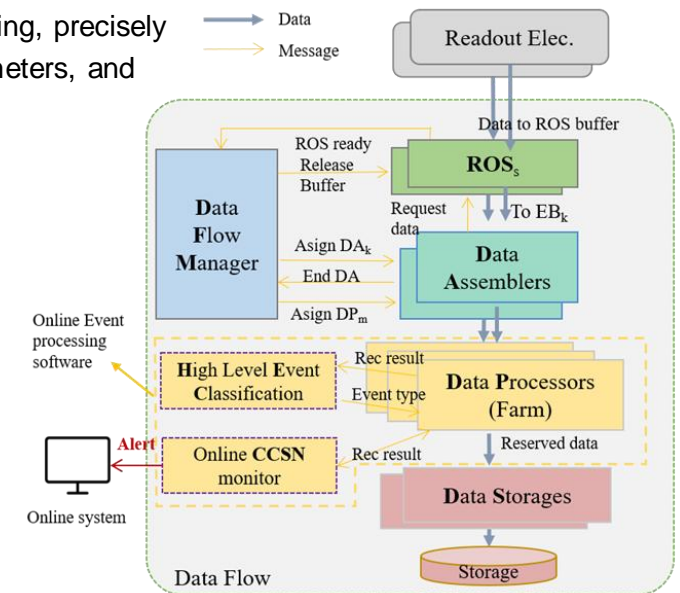 ing, precisely
neters, and
Data
Message
Readout Elec.
Data to ROS buffer
ROS ready
Release
Buffer
ROSs
Request
data
To EBk
Data
Flow
Manager
Asign DAk
End DA
Asign DPm
Data
Assemblers
Online Event
processing
software
High Level Event
Classification
Rec result
Event type
Data Processors
(Farm)
Alert
Online CCSN
monitor
Rec result
Reserved data
Online system
Data Storages
Storage
Data Flow